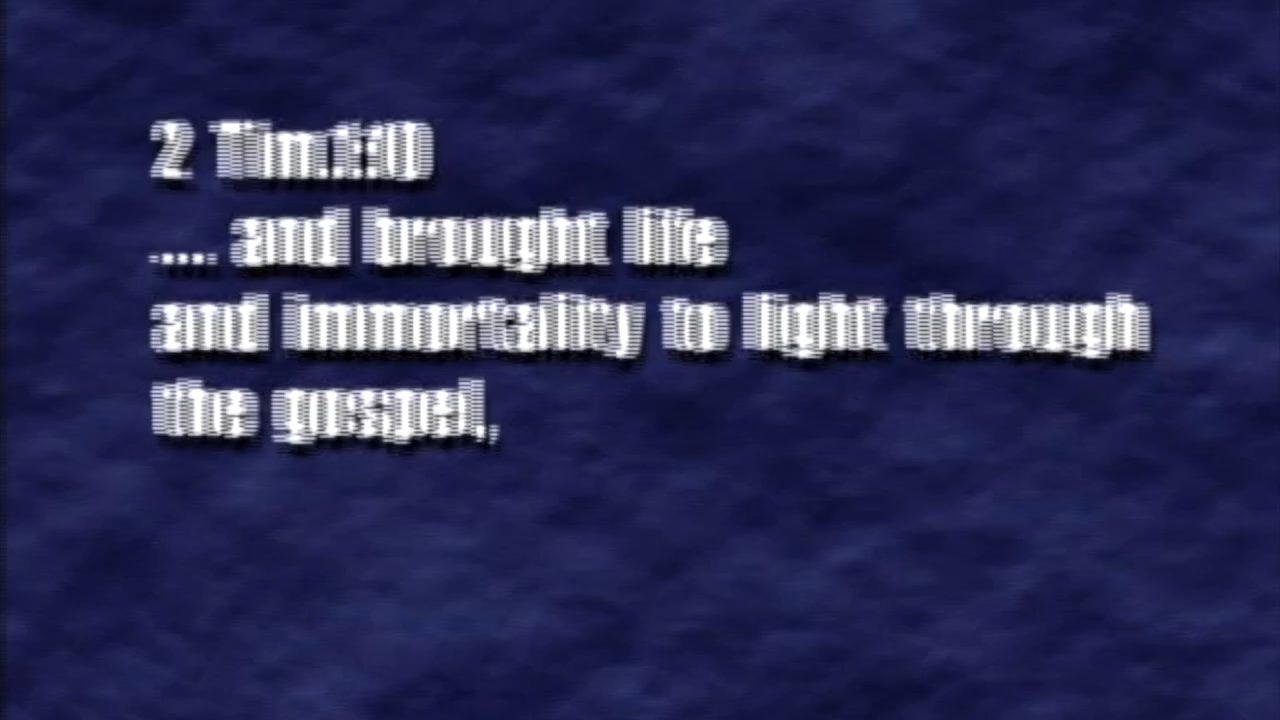 2 Tim.1:10
.... and brought life
and immortality to light through
the gospel,